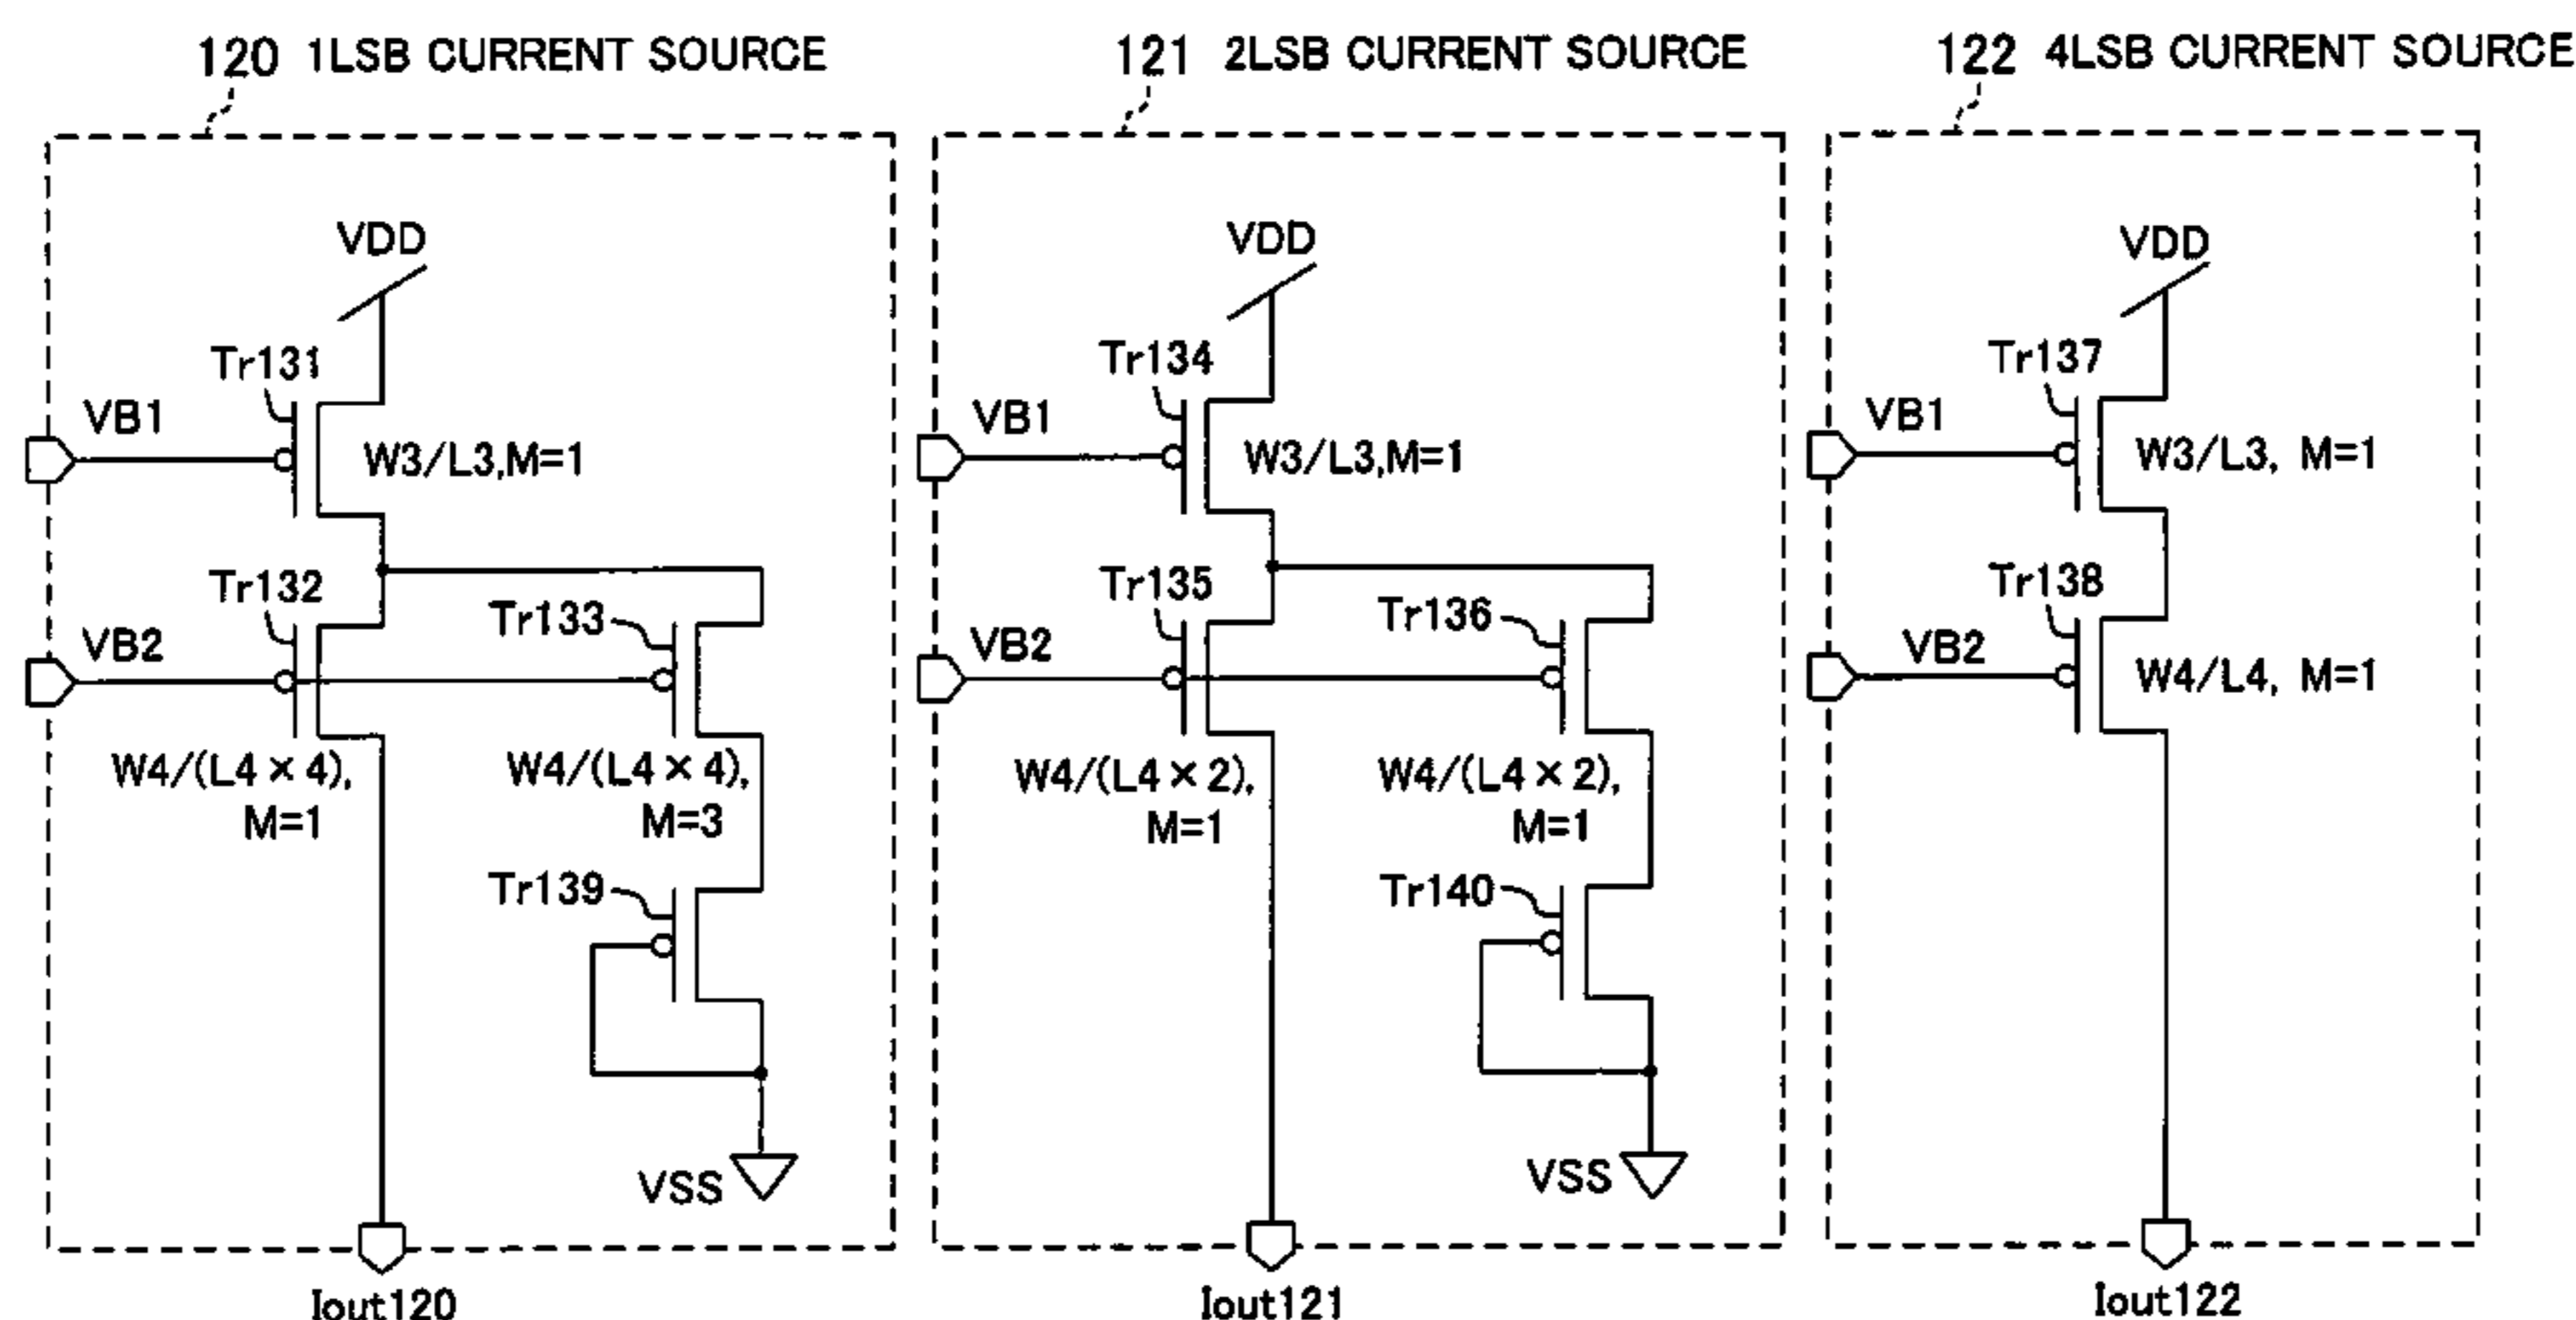 120 1LSB CURRENT SOURCE
VDD
Tr131
VB1
W3/L3,M=1
Tr132
VB2
Tr133
W4/(L4×4),
M=1
W4/(L4×4),
M=3
Tr139
VSS
Iout120
121 2LSB CURRENT SOURCE
VDD
Tr134
VB1
W3/L3,M=1
Tr135
VB2
Tr136
W4/(L4×2),
M=1
W4/(L4×2),
M=1
Tr140
VSS
Iout121
122 4LSB CURRENT SOURCE
VDD
Tr137
VB1
W3/L3, M=1
Tr138
VB2
W4/L4, M=1
Iout122